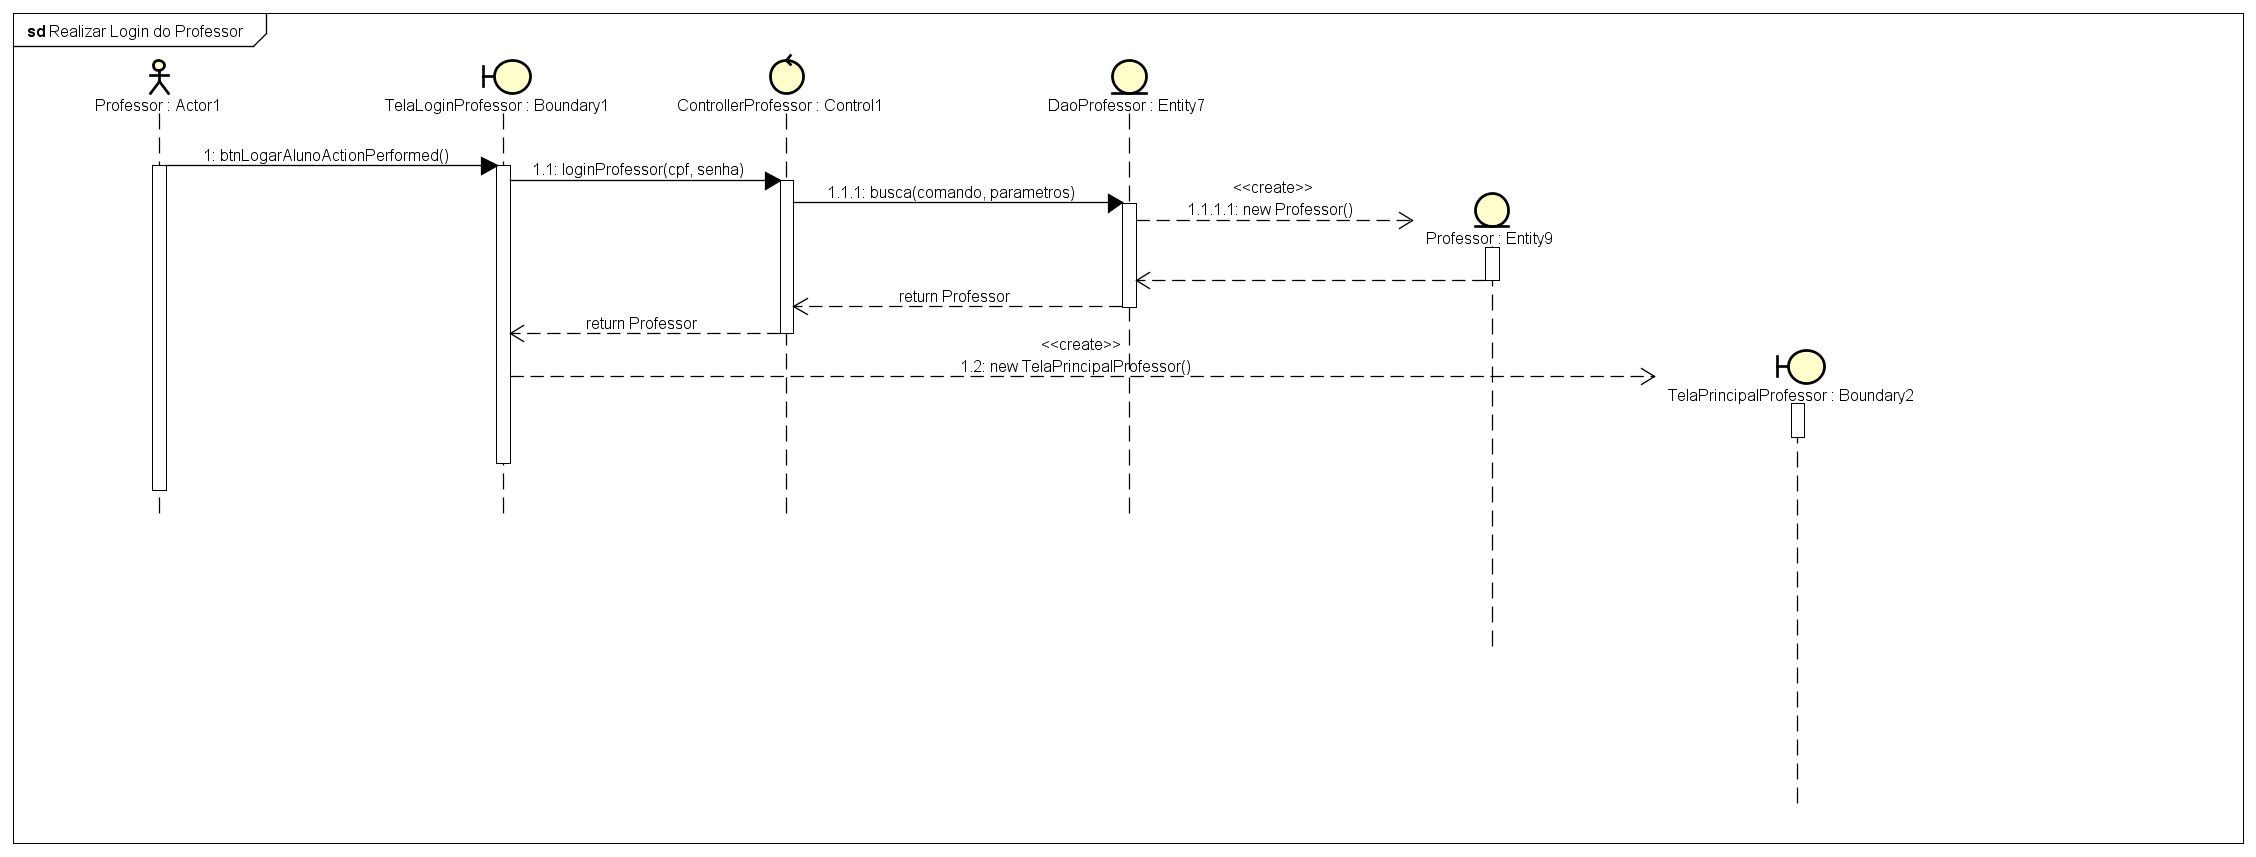 sd Realizar Login do Professor
Professor : Actor1
TelaLoginProfessor : Boundary1
ControllerProfessor : Control1
DaoProfessor : Entity7
1: btnLogarAlunoActionPerformed()
1.1: loginProfessor(cpf, senha)
1.1.1: busca(comando, parametros)
<<create>>
1.1.1.1: new Professor()
Professor : Entity9
return Professor
return Professor
<<create>>
1.2: new TelaPrincipalProfessor()
TelaPrincipalProfessor : Boundary2